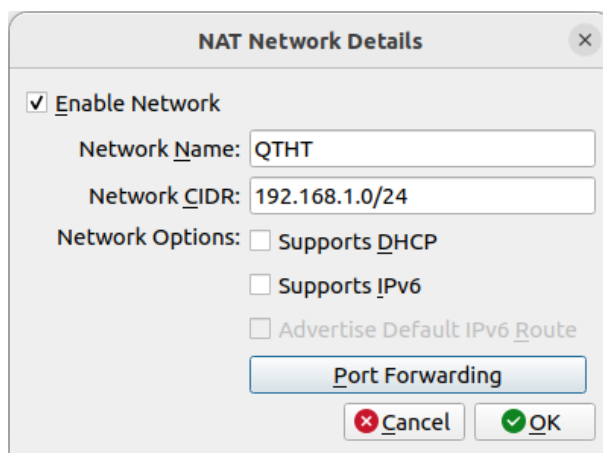 NAT Network Details
Enable Network
Network Name: QTHT
Network CIDR: 192.168.1.0/24
Network Options: Supports DHCP
Supports IPv6
Advertise Default IPv6 Route
Port Forwarding
Cancel OK